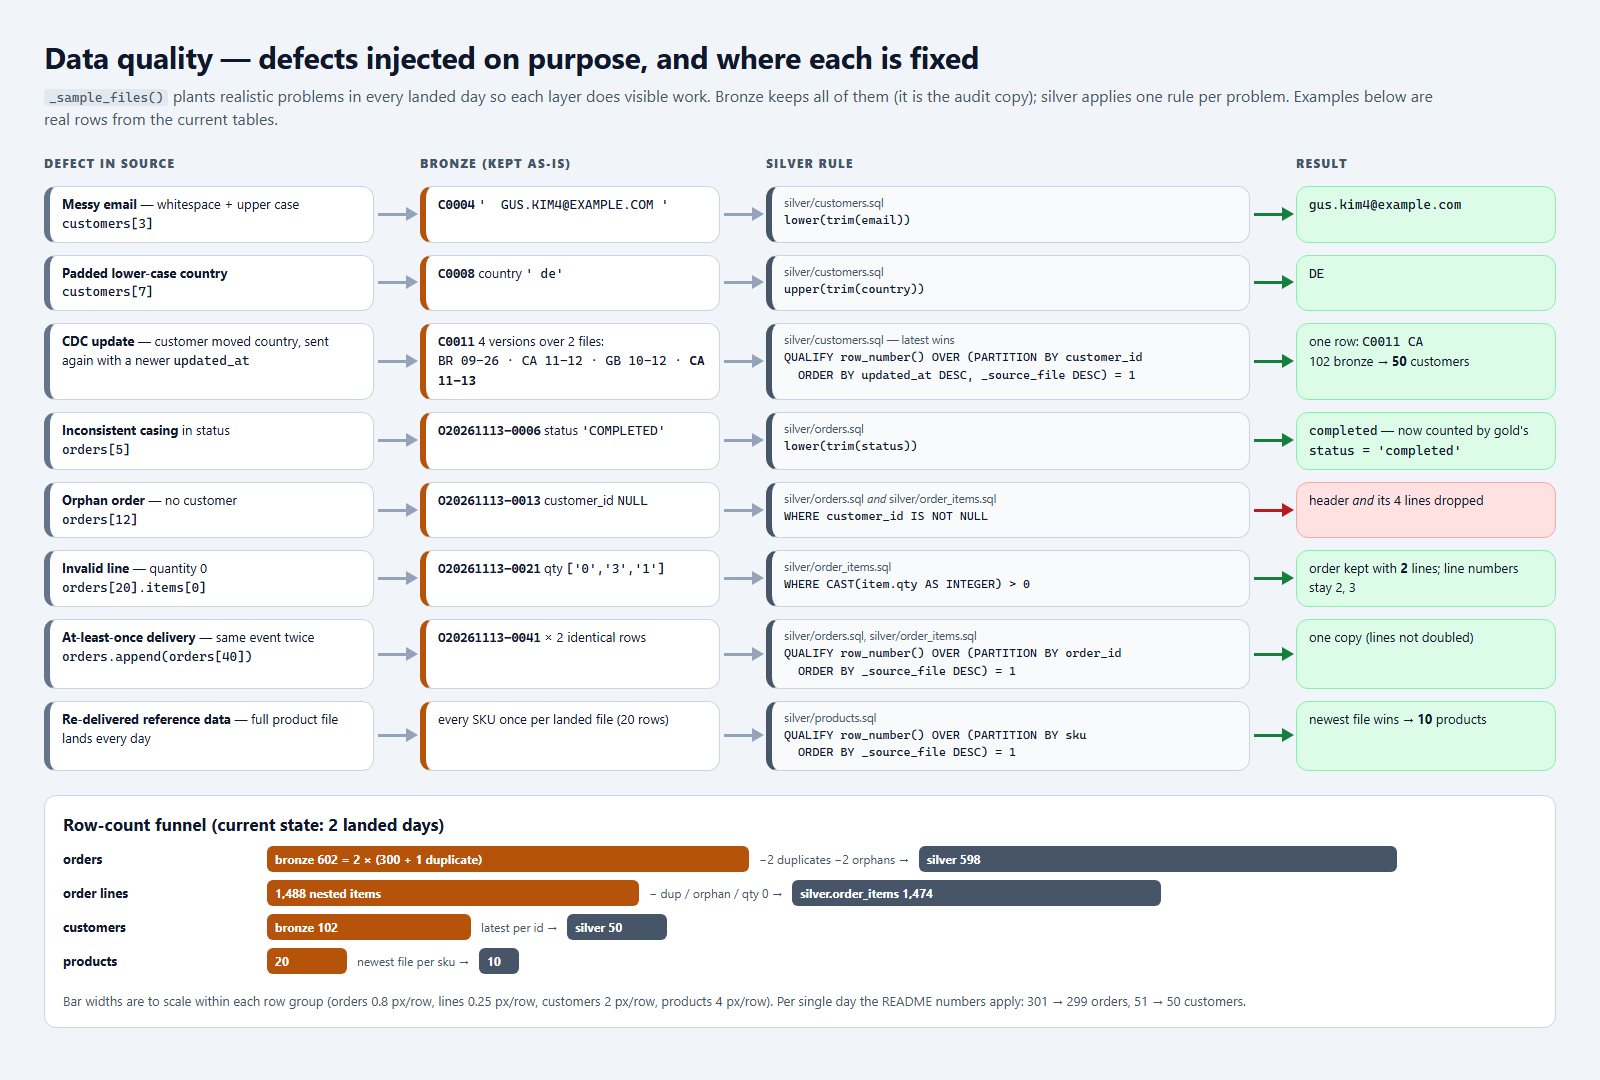 Data quality — defects injected on purpose, and where each is fixed
_sample_files() plants realistic problems in every landed day so each layer does visible work. Bronze keeps all of them (it is the audit copy); silver applies one rule per problem. Examples below are
real rows from the current tables.
DEFECT IN SOURCE
BRONZE (KEPT AS-IS)
SILVER RULE
RESULT
Messy email — whitespace + upper case
customers[3]
C0004 '  GUS.KIM4@EXAMPLE.COM '
silver/customers.sql
lower(trim(email))
gus.kim4@example.com
Padded lower-case country
customers[7]
C0008 country ' de'
silver/customers.sql
upper(trim(country))
DE
CDC update — customer moved country, sent
again with a newer updated_at
C0011 4 versions over 2 files:
BR 09-26 · CA 11-12 · GB 10-12 · CA
11-13
silver/customers.sql — latest wins
QUALIFY row_number() OVER (PARTITION BY customer_id
ORDER BY updated_at DESC, _source_file DESC) = 1
one row: C0011 CA
102 bronze → 50 customers
Inconsistent casing in status
orders[5]
O20261113-0006 status 'COMPLETED'
silver/orders.sql
lower(trim(status))
completed — now counted by gold's
status = 'completed'
Orphan order — no customer
orders[12]
O20261113-0013 customer_id NULL
silver/orders.sql and silver/order_items.sql
WHERE customer_id IS NOT NULL
header and its 4 lines dropped
Invalid line — quantity 0
orders[20].items[0]
O20261113-0021 qty ['0','3','1']
silver/order_items.sql
WHERE CAST(item.qty AS INTEGER) > 0
order kept with 2 lines; line numbers
stay 2, 3
At-least-once delivery — same event twice
orders.append(orders[40])
O20261113-0041 × 2 identical rows
silver/orders.sql, silver/order_items.sql
QUALIFY row_number() OVER (PARTITION BY order_id
ORDER BY _source_file DESC) = 1
one copy (lines not doubled)
Re-delivered reference data — full product file
lands every day
every SKU once per landed file (20 rows)
silver/products.sql
QUALIFY row_number() OVER (PARTITION BY sku
ORDER BY _source_file DESC) = 1
newest file wins → 10 products
Row-count funnel (current state: 2 landed days)
orders
bronze 602 = 2 × (300 + 1 duplicate)
−2 duplicates −2 orphans →
silver 598
order lines
1,488 nested items
− dup / orphan / qty 0 →
silver.order_items 1,474
customers
bronze 102
latest per id →
silver 50
products
20
newest file per sku →
10
Bar widths are to scale within each row group (orders 0.8 px/row, lines 0.25 px/row, customers 2 px/row, products 4 px/row). Per single day the README numbers apply: 301 → 299 orders, 51 → 50 customers.